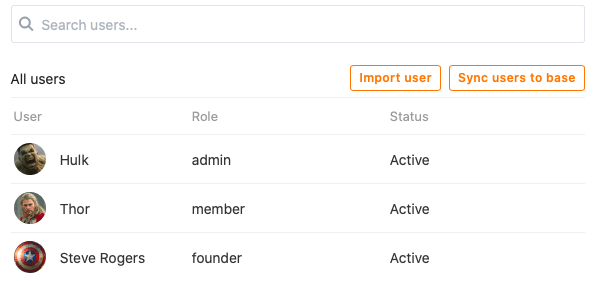 Search users...
All users Import user Sync users to base
User Role Status
Hulk admin Active
Thor member Active
Steve Rogers founder Active